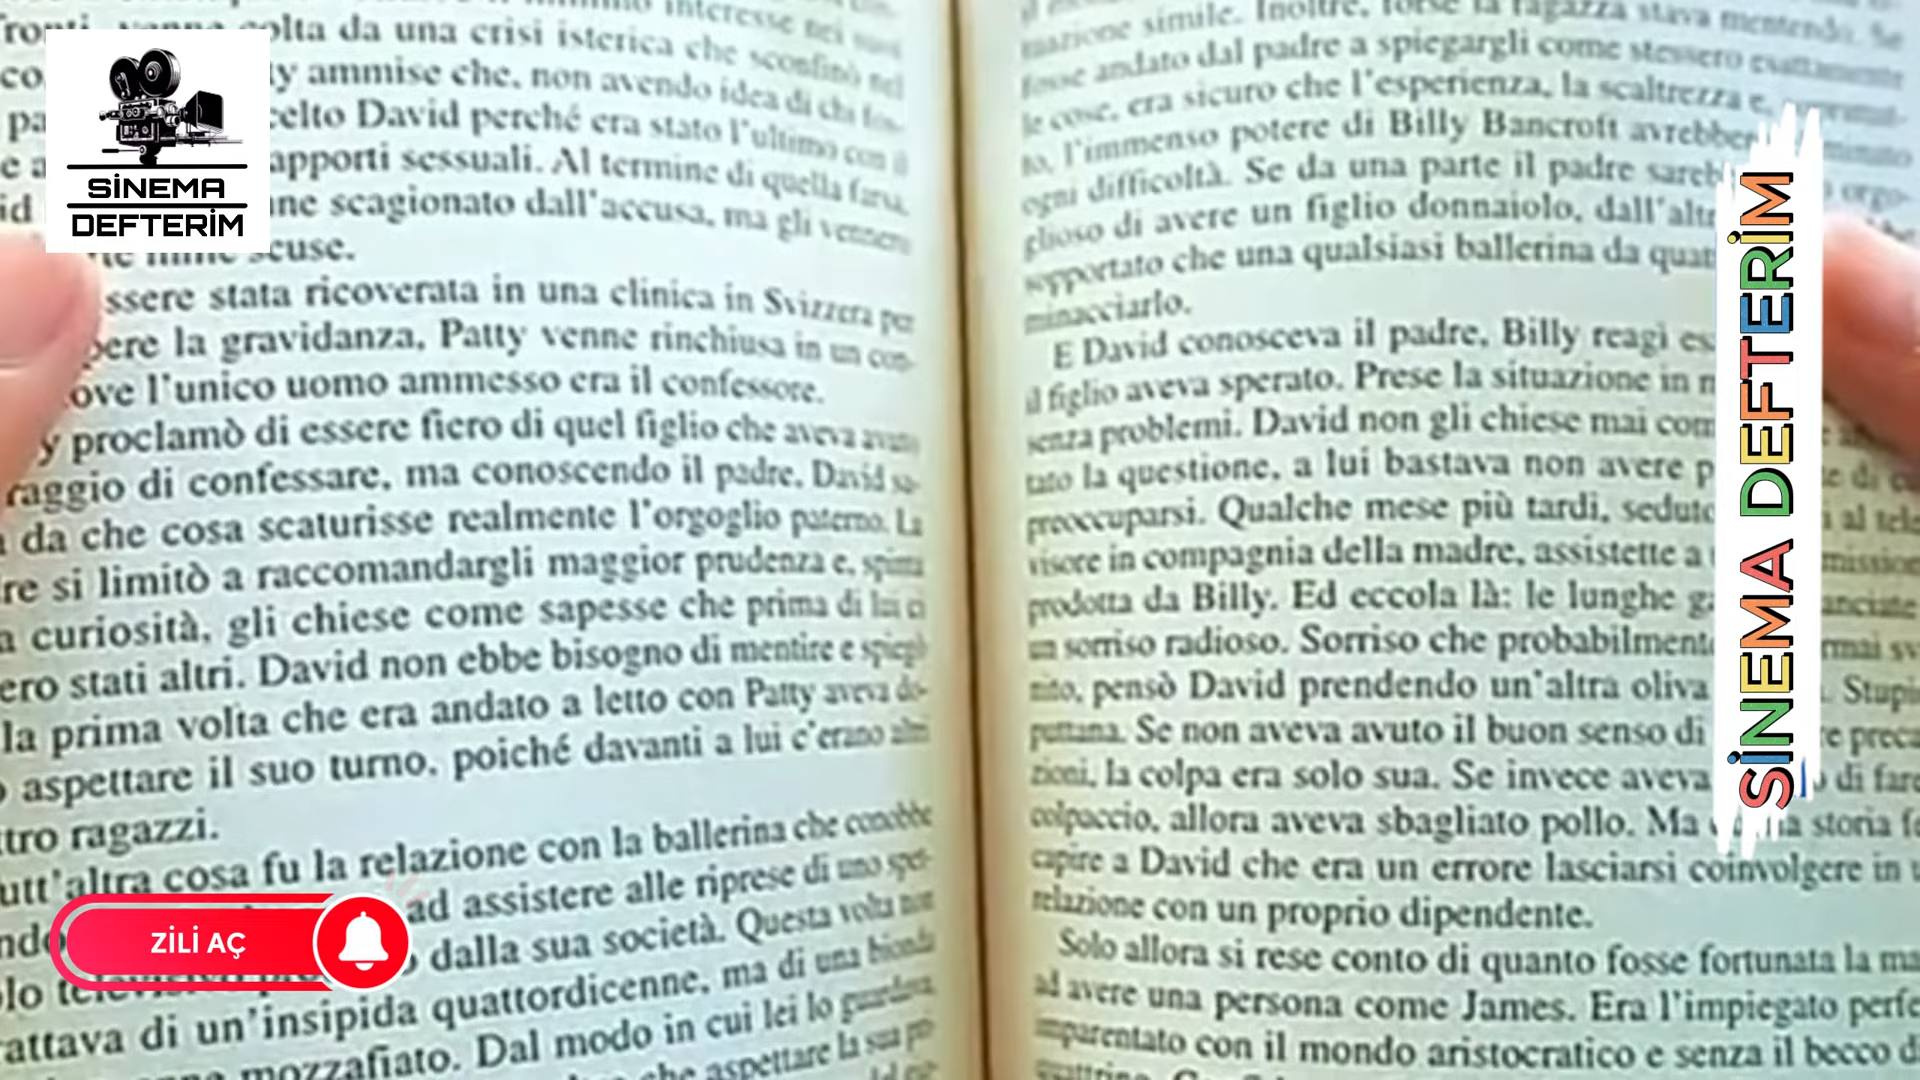 SİNEMA
DEFTERİM
interesse nei
venne colta da una crisi isterica che sconfinò nel
ammise che, non avendo idea di chi
scelto David perché era stato l'ultimo con il
rapporti sessuali. Al termine di quella farsa,
scagionato dall'accusa, ma gli vennero
scuse.
essere stata ricoverata in una clinica in Svizzera per
la gravidanza, Patty venne rinchiusa in un con-
ove l'unico uomo ammesso era il confessore.
y proclamò di essere fiero di quel figlio che aveva avuto
raggio di confessare, ma conoscendo il padre, David sa-
da che cosa scaturisse realmente l'orgoglio paterno. La
re si limitò a raccomandargli maggior prudenza e, spinta
a curiosità, gli chiese come sapesse che prima di lui ci
ero stati altri. David non ebbe bisogno di mentire e spiegò
la prima volta che era andato a letto con Patty aveva do-
aspettare il suo turno, poiché davanti a lui c'erano altri
ttro ragazzi.
utt'altra cosa fu la relazione con la ballerina che conobbe
ad assistere alle riprese di uno spet-
dalla sua società. Questa volta non
attava di un'insipida quattordicenne, ma di una bionda
mozzafiato. Dal modo in cui lei lo guardava
che aspettare la sua
ZİLİ AÇ
tuazione simile. Inoltre, forse la ragazza stava mentendo. Se
fosse andato dal padre a spiegargli come stessero esattamente
le cose, era sicuro che l'esperienza, la scaltrezza e,
to, l'immenso potere di Billy Bancroft avrebbero
ogni difficoltà. Se da una parte il padre sarebbe
glioso di avere un figlio donnaiolo, dall'altra
sopportato che una qualsiasi ballerina da
minacciarlo.
E David conosceva il padre, Billy reagì
il figlio aveva sperato. Prese la situazione in
senza problemi. David non gli chiese mai
tato la questione, a lui bastava non avere
preoccuparsi. Qualche mese più tardi, seduto al tele
visore in compagnia della madre, assistette a
prodotta da Billy. Ed eccola là: le lunghe
un sorriso radioso. Sorriso che probabilmente
nito, pensò David prendendo un'altra oliva
puttana. Se non aveva avuto il buon senso di
zioni, la colpa era solo sua. Se invece aveva di fare
colpaccio, allora aveva sbagliato pollo. Ma storia
capire a David che era un errore lasciarsi coinvolgere in
relazione con un proprio dipendente.
Solo allora si rese conto di quanto fosse fortunata la
ad avere una persona come James. Era l'impiegato
imparentato con il mondo aristocratico e senza il becco
SİNEMA DEFTERİM